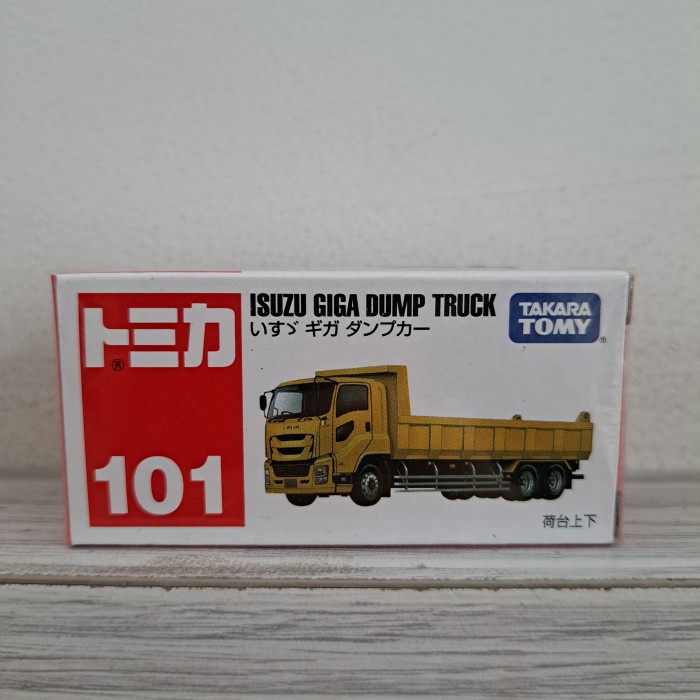 トミカ®
101
ISUZU GIGA DUMP TRUCK
いすゞ ギガ ダンプカー
TAKARA
TOMY®
荷台上下